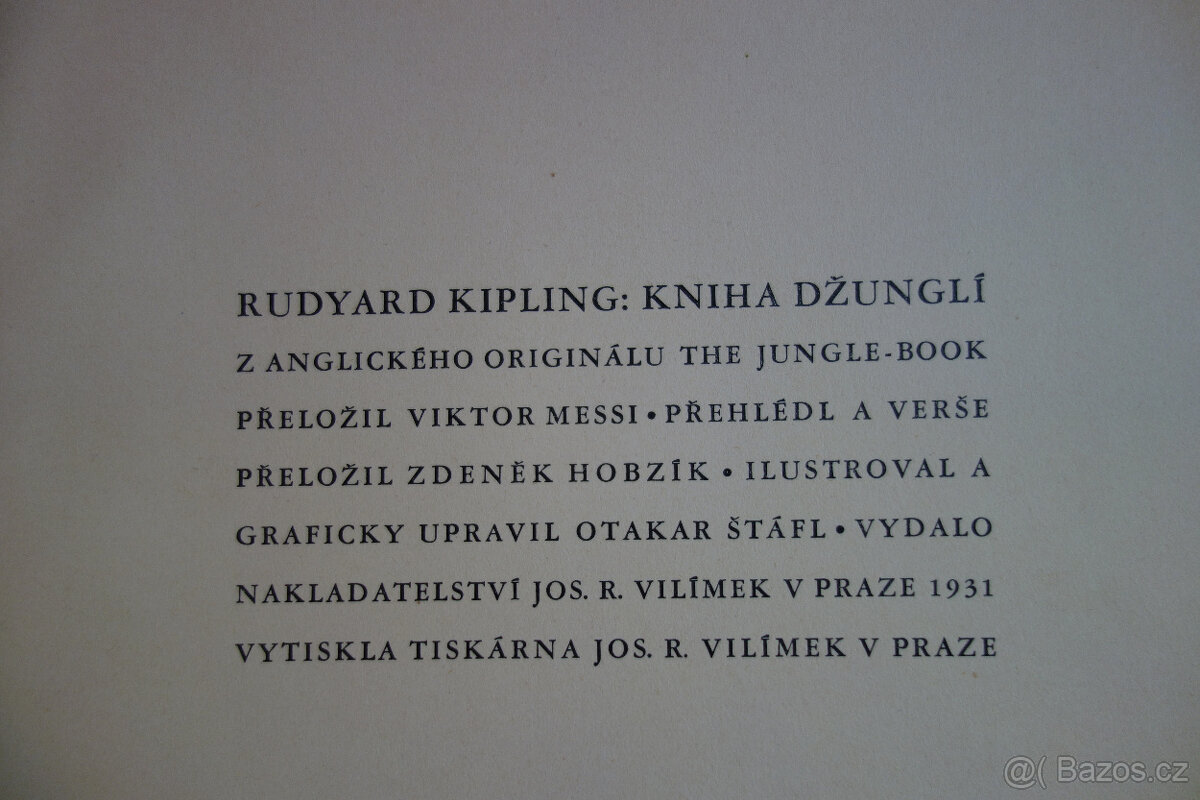 RUDYARD KIPLING: KNIHA DŽUNGLÍ
Z ANGLICKÉHO ORIGINÁLU THE JUNGLE-BOOK
PŘELOŽIL VIKTOR MESSI • PŘEHLÉDL A VERŠE
PŘELOŽIL ZDENĚK HOBZÍK • ILUSTROVAL A
GRAFICKY UPRAVIL OTAKAR ŠTÁFL • VYDALO
NAKLADATELSTVÍ JOS. R. VILÍMEK V PRAZE 1931
VYTISKLA TISKÁRNA JOS. R. VILÍMEK V PRAZE
@( Bazos.cz